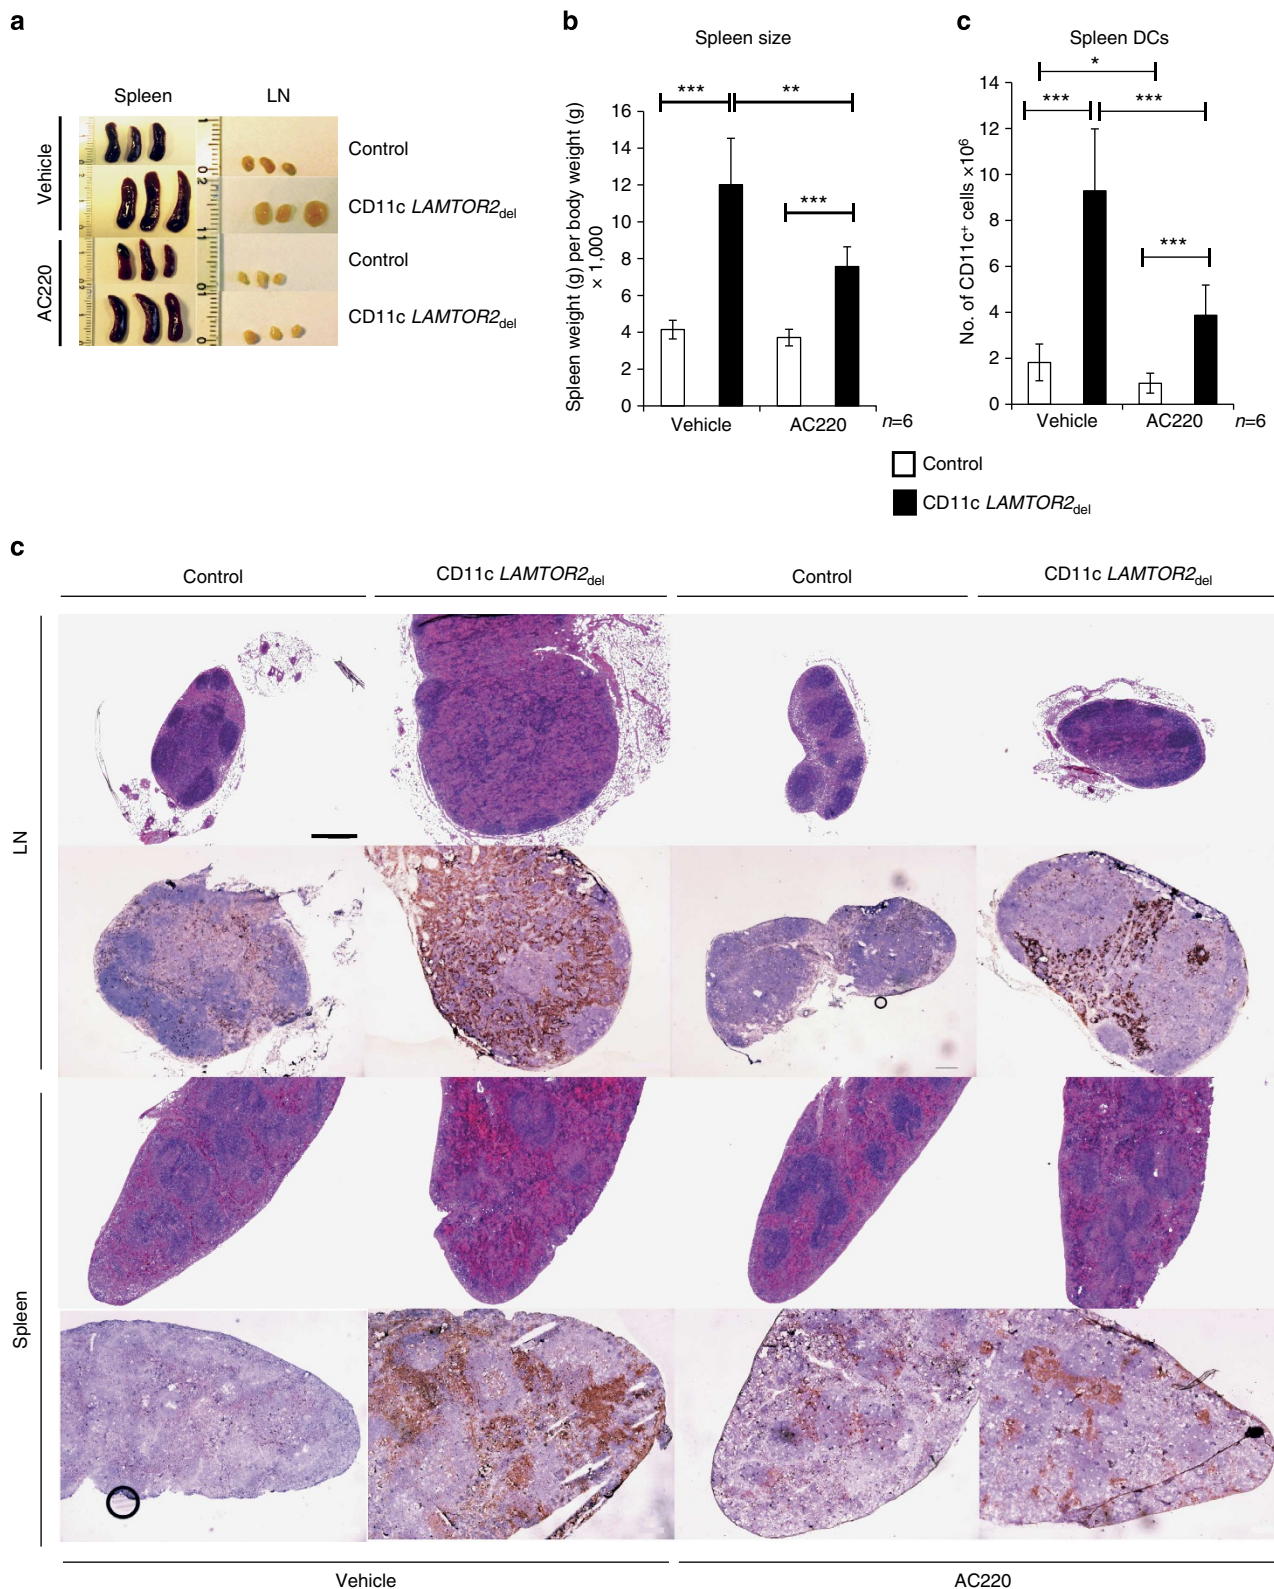 a
Spleen
LN
Vehicle
AC220
Control
CD11c LAMTOR2del
Control
CD11c LAMTOR2del
b
Spleen size
Spleen weight (g) per body weight (g)
× 1,000
16
14
12
10
8
6
4
2
0
***
**
***
Vehicle
AC220
n=6
c
Spleen DCs
No. of CD11c+ cells ×10⁶
14
12
10
8
6
4
2
0
*
***
***
***
Vehicle
AC220
n=6
Control
CD11c LAMTOR2del
c
Control
CD11c LAMTOR2del
Control
CD11c LAMTOR2del
LN
Spleen
Vehicle
AC220